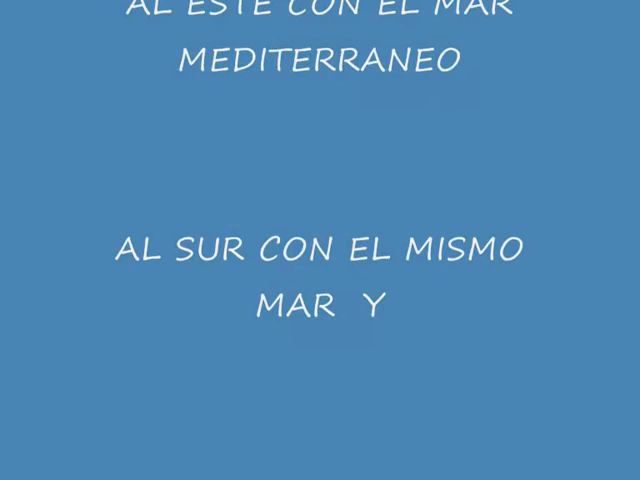 AL ESTE CON EL MAR
MEDITERRANEO
AL SUR CON EL MISMO
MAR Y